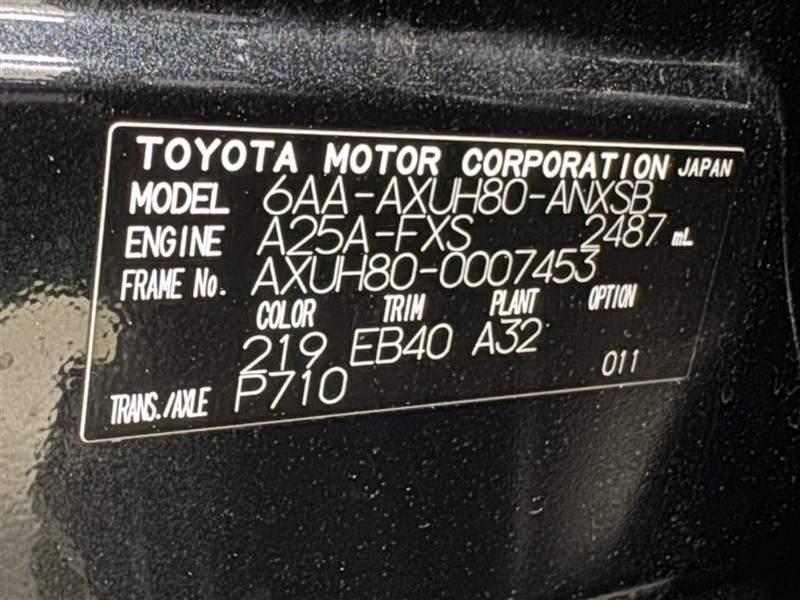 TOYOTA MOTOR CORPORATION JAPAN
MODEL 6AA-AXUH80-ANXSB
ENGINE A25A-FXS 2487 mL
FRAME No. AXUH80-0007453
COLOR TRIM PLANT OPTION
219 EB40 A32 011
TRANS./AXLE P710